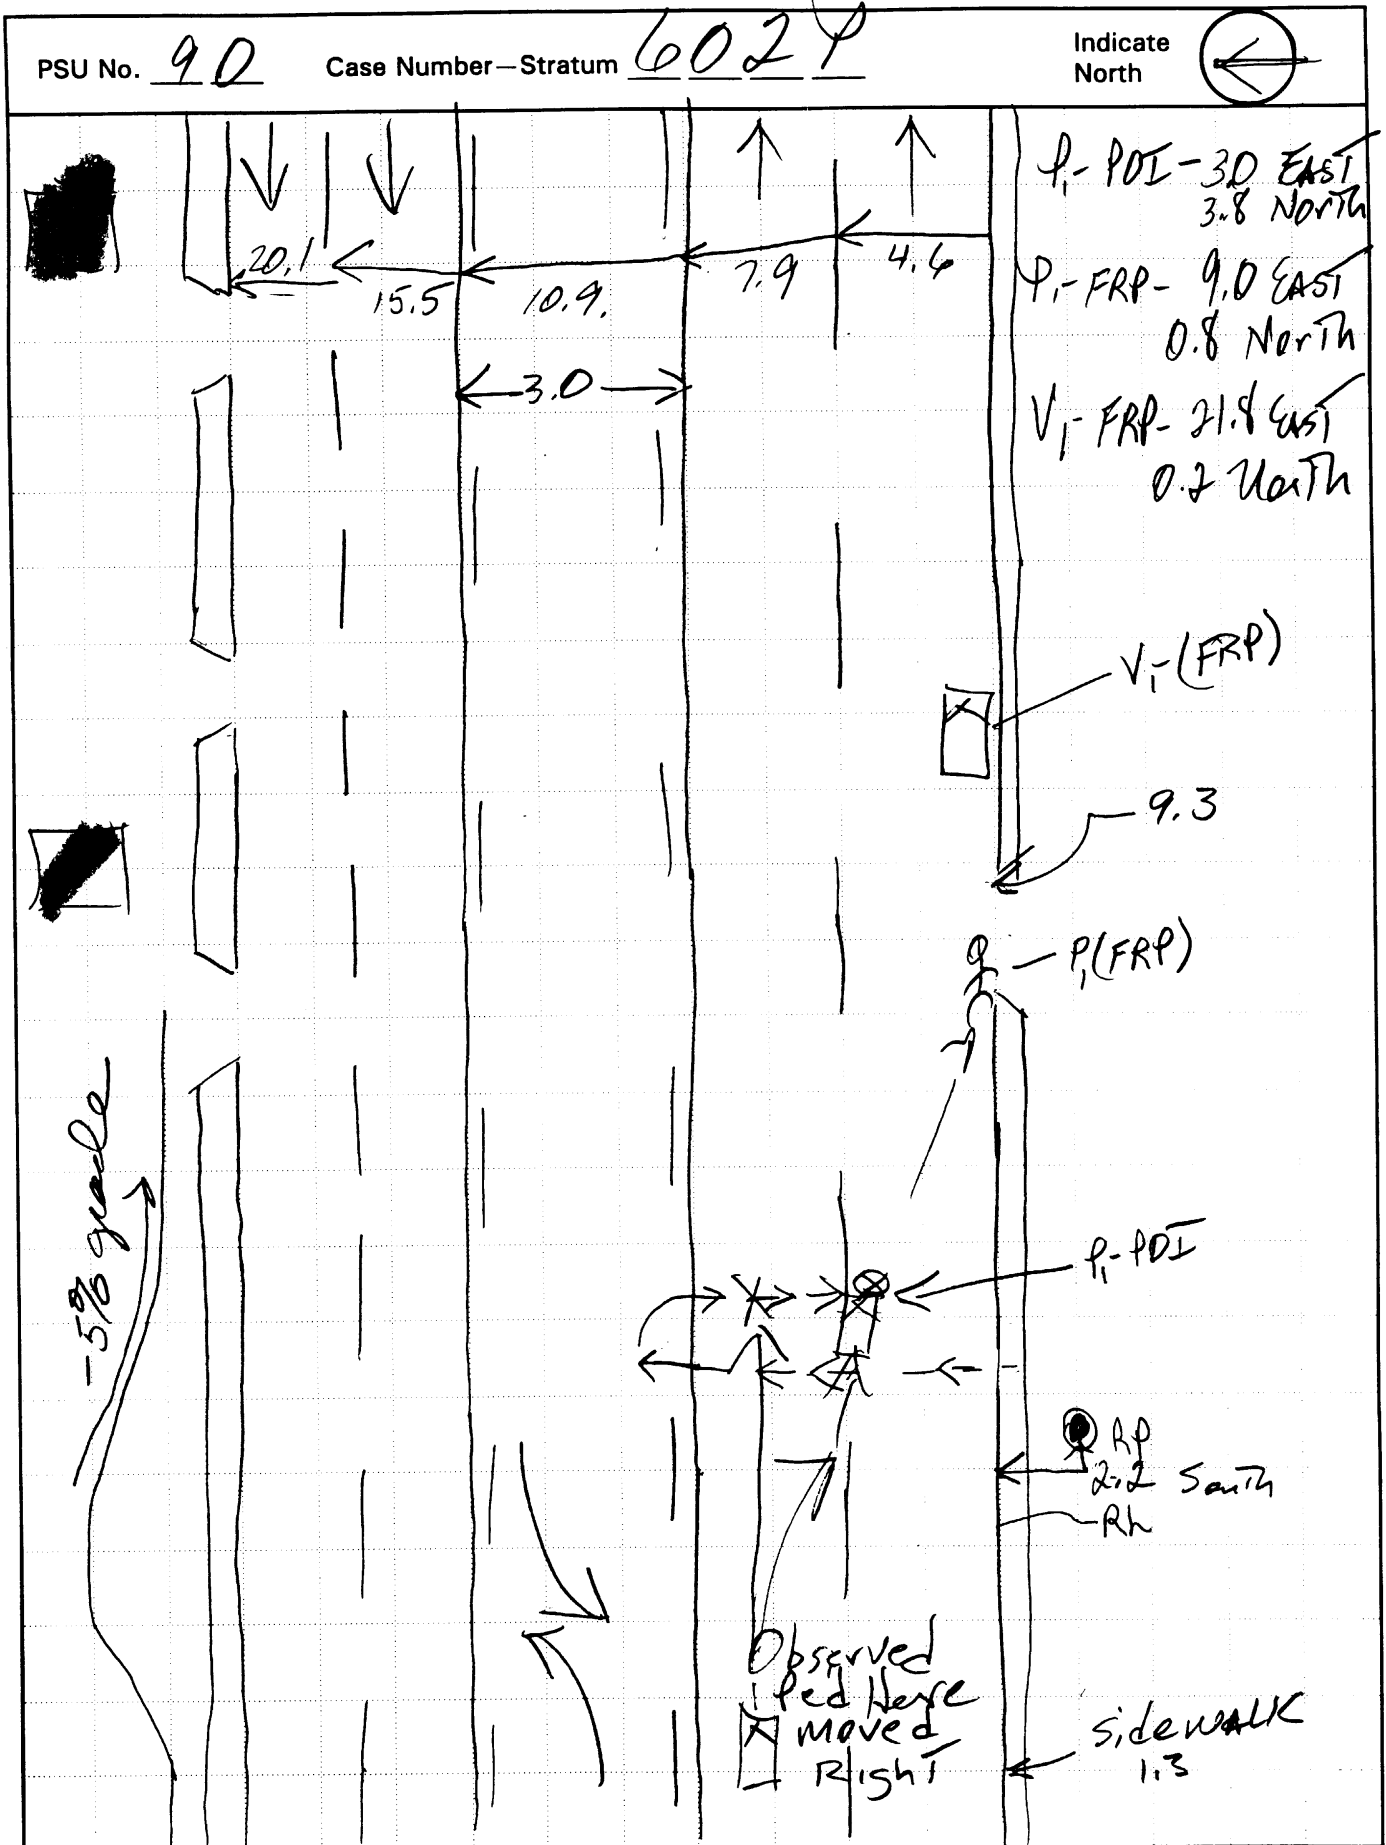 PSU No. 90 Case Number—Stratum 602P Indicate North
P1- POI - 3.0 EAST
3.8 North
P1- FRP - 9.0 EAST
0.8 North
V1- FRP - 21.8 EAST
0.2 North
20.1
15.5
10.9.
7.9
4.6
3.0
V1-(FRP)
9.3
P1(FRP)
-5% grade
P1-POI
RP
2.2 South
RL
Observed
Ped Here
moved
Right
sidewalk
1.3